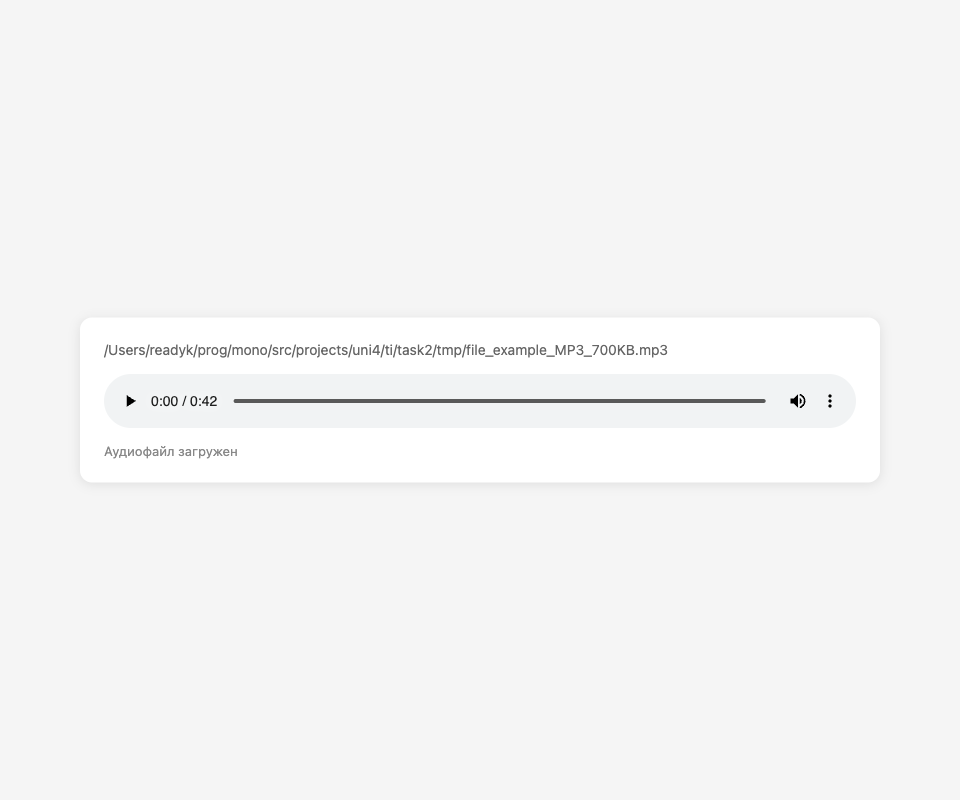 /Users/readyk/prog/mono/src/projects/uni4/ti/task2/tmp/file_example_MP3_700KB.mp3
0:00 / 0:42
Аудиофайл загружен